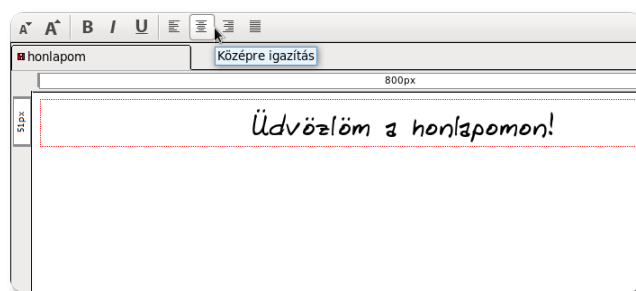 A A B I U
honlapom
Középre igazítás
800px
51px
Üdvözlöm a honlapomon!